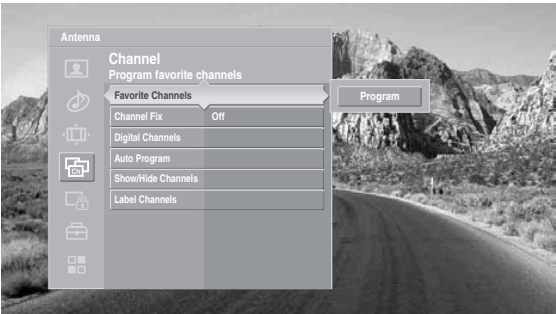 Antenna
Channel
Program favorite channels
Favorite Channels
Program
Channel Fix Off
Digital Channels
Auto Program
Ch
Show/Hide Channels
Label Channels